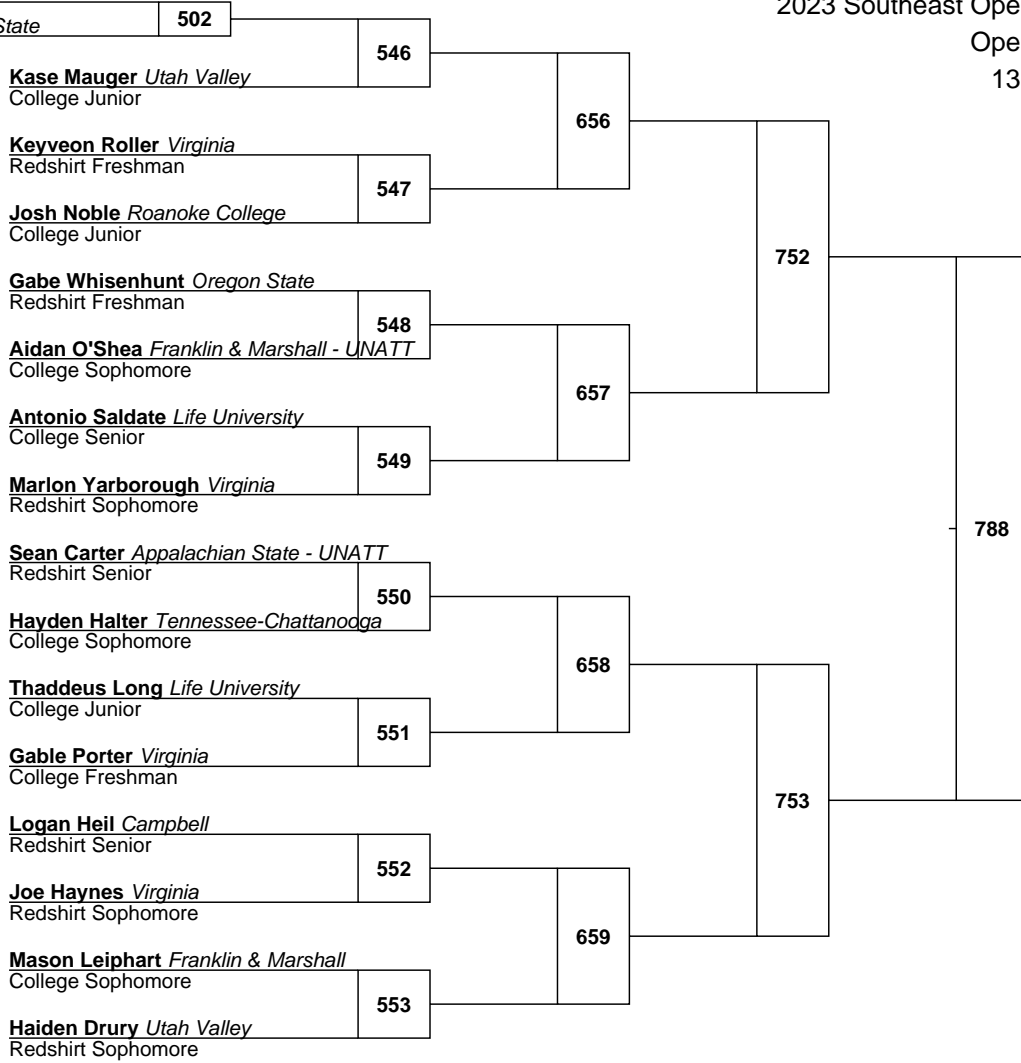 2023 Southeast Ope
Ope
13
State
502
546
Kase Mauger Utah Valley
College Junior
656
Keyveon Roller Virginia
Redshirt Freshman
547
Josh Noble Roanoke College
College Junior
752
Gabe Whisenhunt Oregon State
Redshirt Freshman
548
Aidan O'Shea Franklin & Marshall - UNATT
College Sophomore
657
Antonio Saldate Life University
College Senior
549
Marlon Yarborough Virginia
Redshirt Sophomore
788
Sean Carter Appalachian State - UNATT
Redshirt Senior
550
Hayden Halter Tennessee-Chattanooga
College Sophomore
658
Thaddeus Long Life University
College Junior
551
Gable Porter Virginia
College Freshman
753
Logan Heil Campbell
Redshirt Senior
552
Joe Haynes Virginia
Redshirt Sophomore
659
Mason Leiphart Franklin & Marshall
College Sophomore
553
Haiden Drury Utah Valley
Redshirt Sophomore